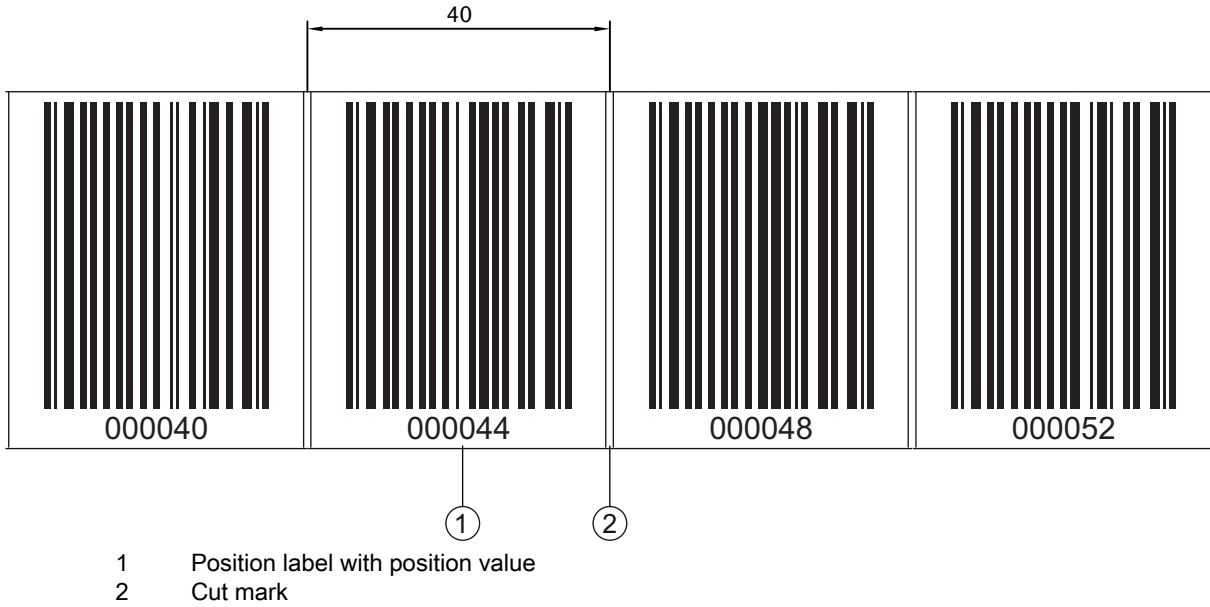 40
000040 000044 000048 000052
1 2
1 Position label with position value
2 Cut mark